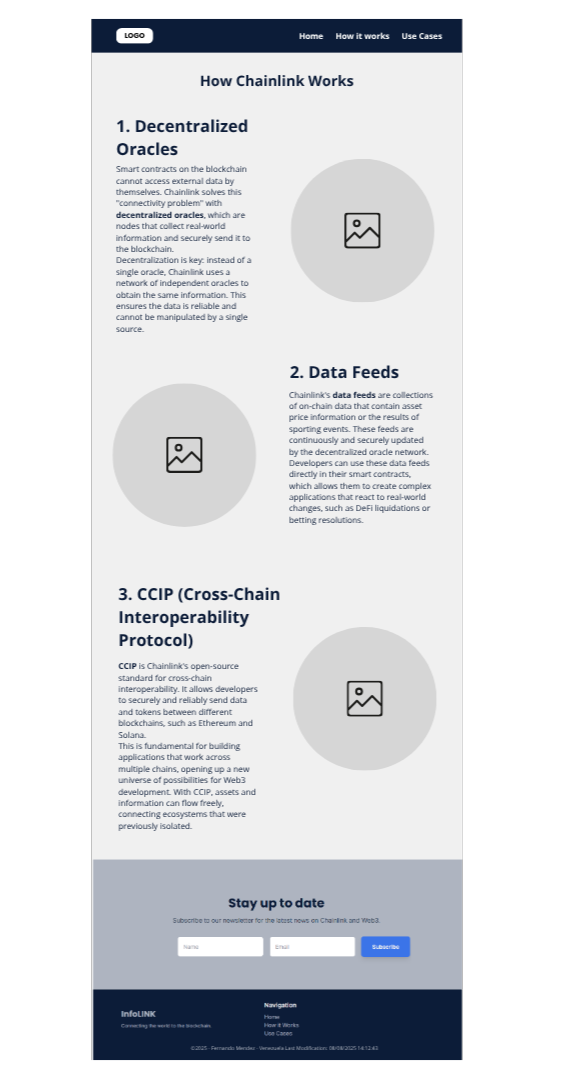 LOGO
Home How it works Use Cases
How Chainlink Works
1. Decentralized
Oracles
Smart contracts on the blockchain
cannot access external data by
themselves. Chainlink solves this
"connectivity problem" with
decentralized oracles, which are
nodes that collect real-world
information and securely send it to
the blockchain.
Decentralization is key: instead of a
single oracle, Chainlink uses a
network of independent oracles to
obtain the same information. This
ensures the data is reliable and
cannot be manipulated by a single
source.
2. Data Feeds
Chainlink's data feeds are collections
of on-chain data that contain asset
price information or the results of
sporting events. These feeds are
continuously and securely updated
by the decentralized oracle network.
Developers can use these data feeds
directly in their smart contracts,
which allows them to create complex
applications that react to real-world
changes, such as DeFi liquidations or
betting resolutions.
3. CCIP (Cross-Chain
Interoperability
Protocol)
CCIP is Chainlink's open-source
standard for cross-chain
interoperability. It allows developers
to securely and reliably send data
and tokens between different
blockchains, such as Ethereum and
Solana.
This is fundamental for building
applications that work across
multiple chains, opening up a new
universe of possibilities for Web3
development. With CCIP, assets and
information can flow freely,
connecting ecosystems that were
previously isolated.
Stay up to date
Subscribe to our newsletter for the latest news on Chainlink and Web3.
Name Email Subscribe
InfoLINK
Connecting the world to the blockchain.
Navigation
Home
How it Works
Use Cases
©2025 - Fernando Mendez - Venezuela Last Modification: 08/09/2025 14:12:43